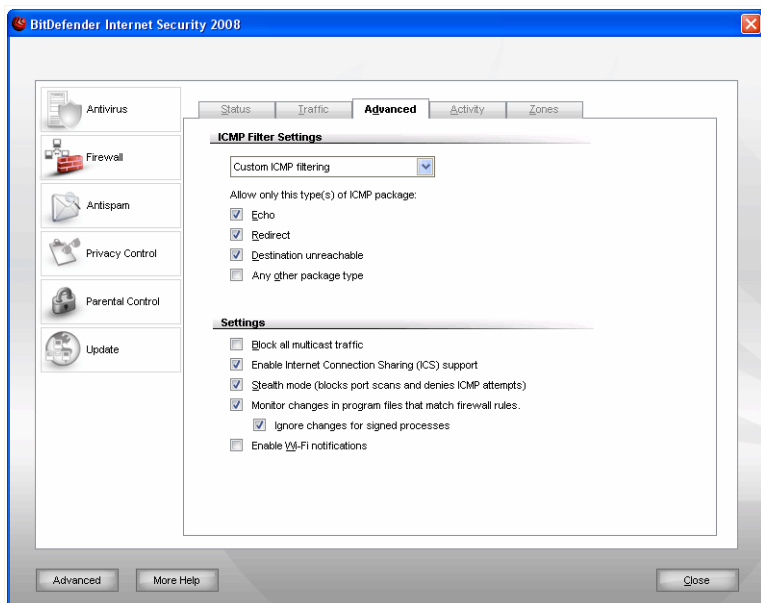 BitDefender Internet Security 2008
Antivirus
Firewall
Antispam
Privacy Control
Parental Control
Update
Status Traffic Advanced Activity Zones
ICMP Filter Settings
Custom ICMP filtering
Allow only this type(s) of ICMP package:
Echo
Redirect
Destination unreachable
Any other package type
Settings
Block all multicast traffic
Enable Internet Connection Sharing (ICS) support
Stealth mode (blocks port scans and denies ICMP attempts)
Monitor changes in program files that match firewall rules.
Ignore changes for signed processes
Enable Wi-Fi notifications
Advanced More Help Close